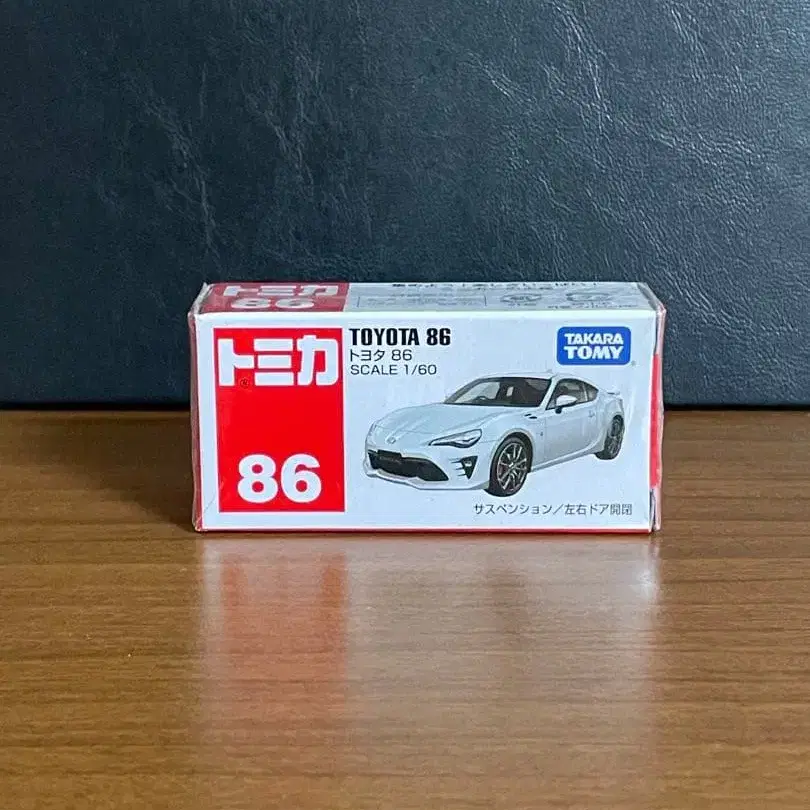 86
トミカ
86
TOYOTA 86
トヨタ 86
SCALE 1/60
TAKARA
TOMY
サスペンション/左右ドア開閉